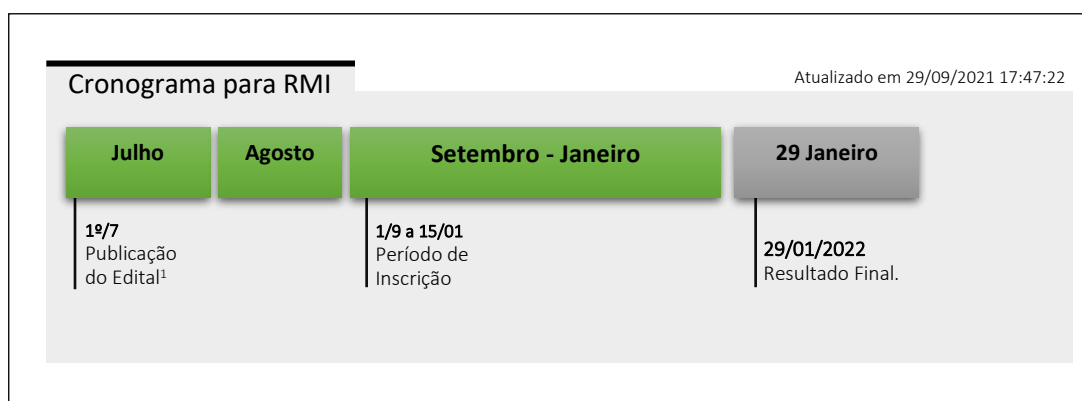 Cronograma para RMI
Atualizado em 29/09/2021 17:47:22
Julho
Agosto
Setembro - Janeiro
29 Janeiro
1º/7
Publicação
do Edital¹
1/9 a 15/01
Período de
Inscrição
29/01/2022
Resultado Final.